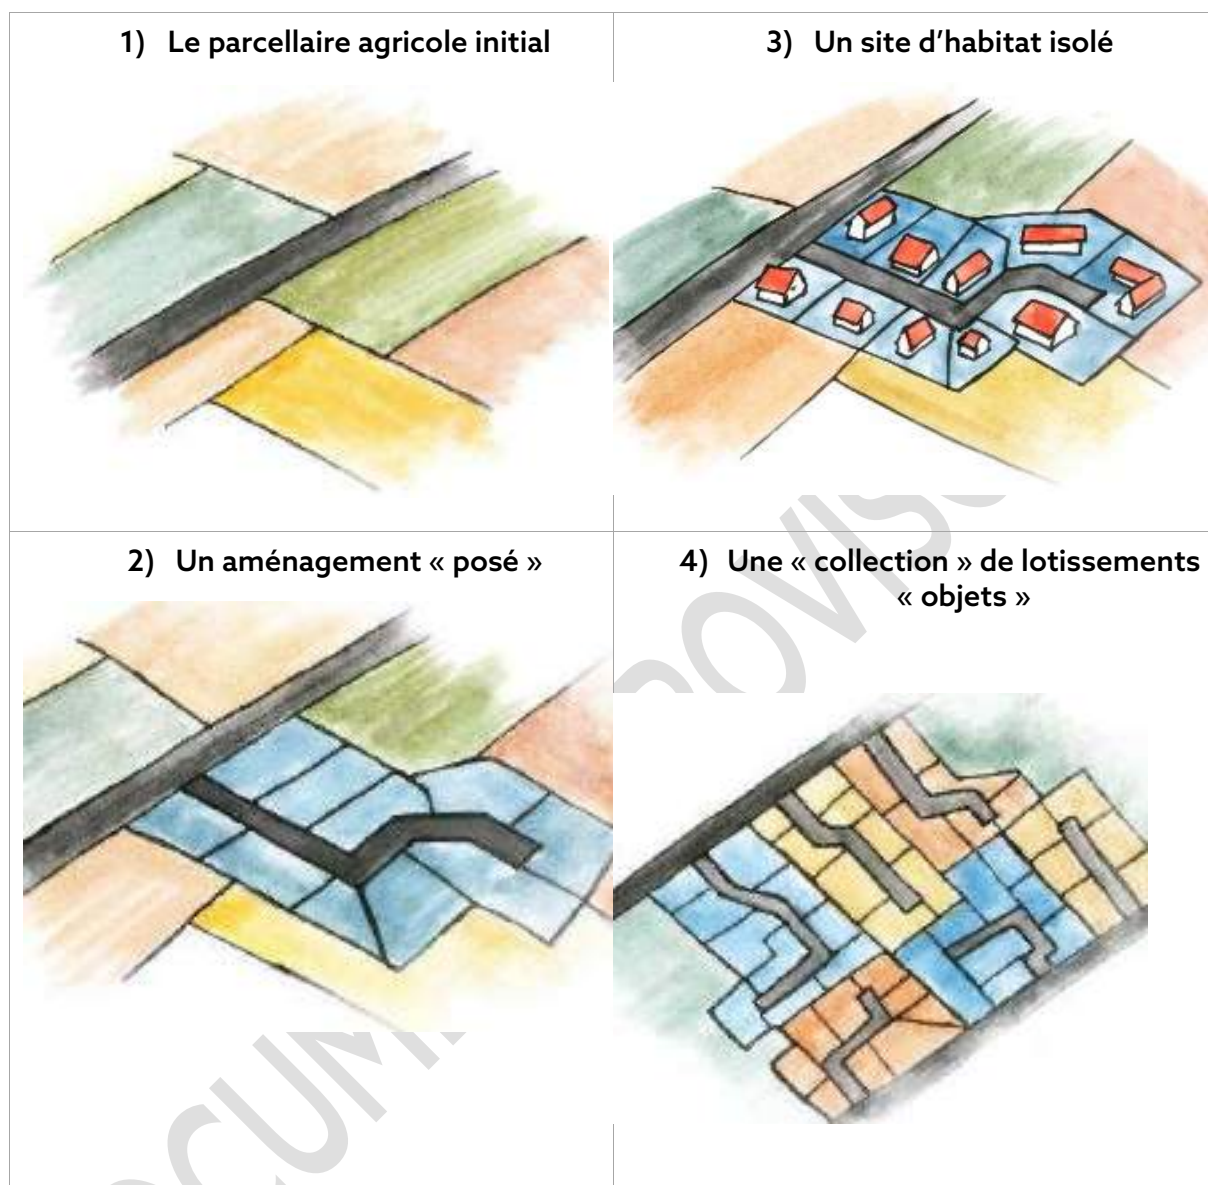 1) Le parcellaire agricole initial
3) Un site d’habitat isolé
2) Un aménagement « posé »
4) Une « collection » de lotissements
« objets »